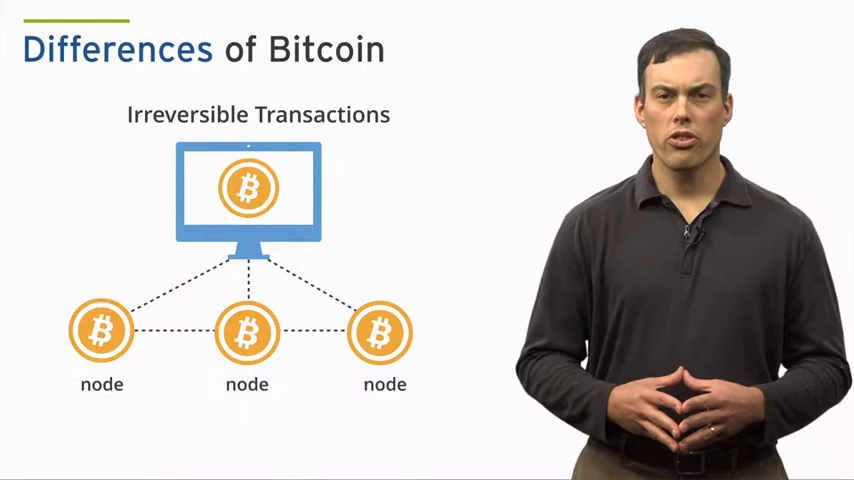 Differences of Bitcoin
Irreversible Transactions
node
node
node